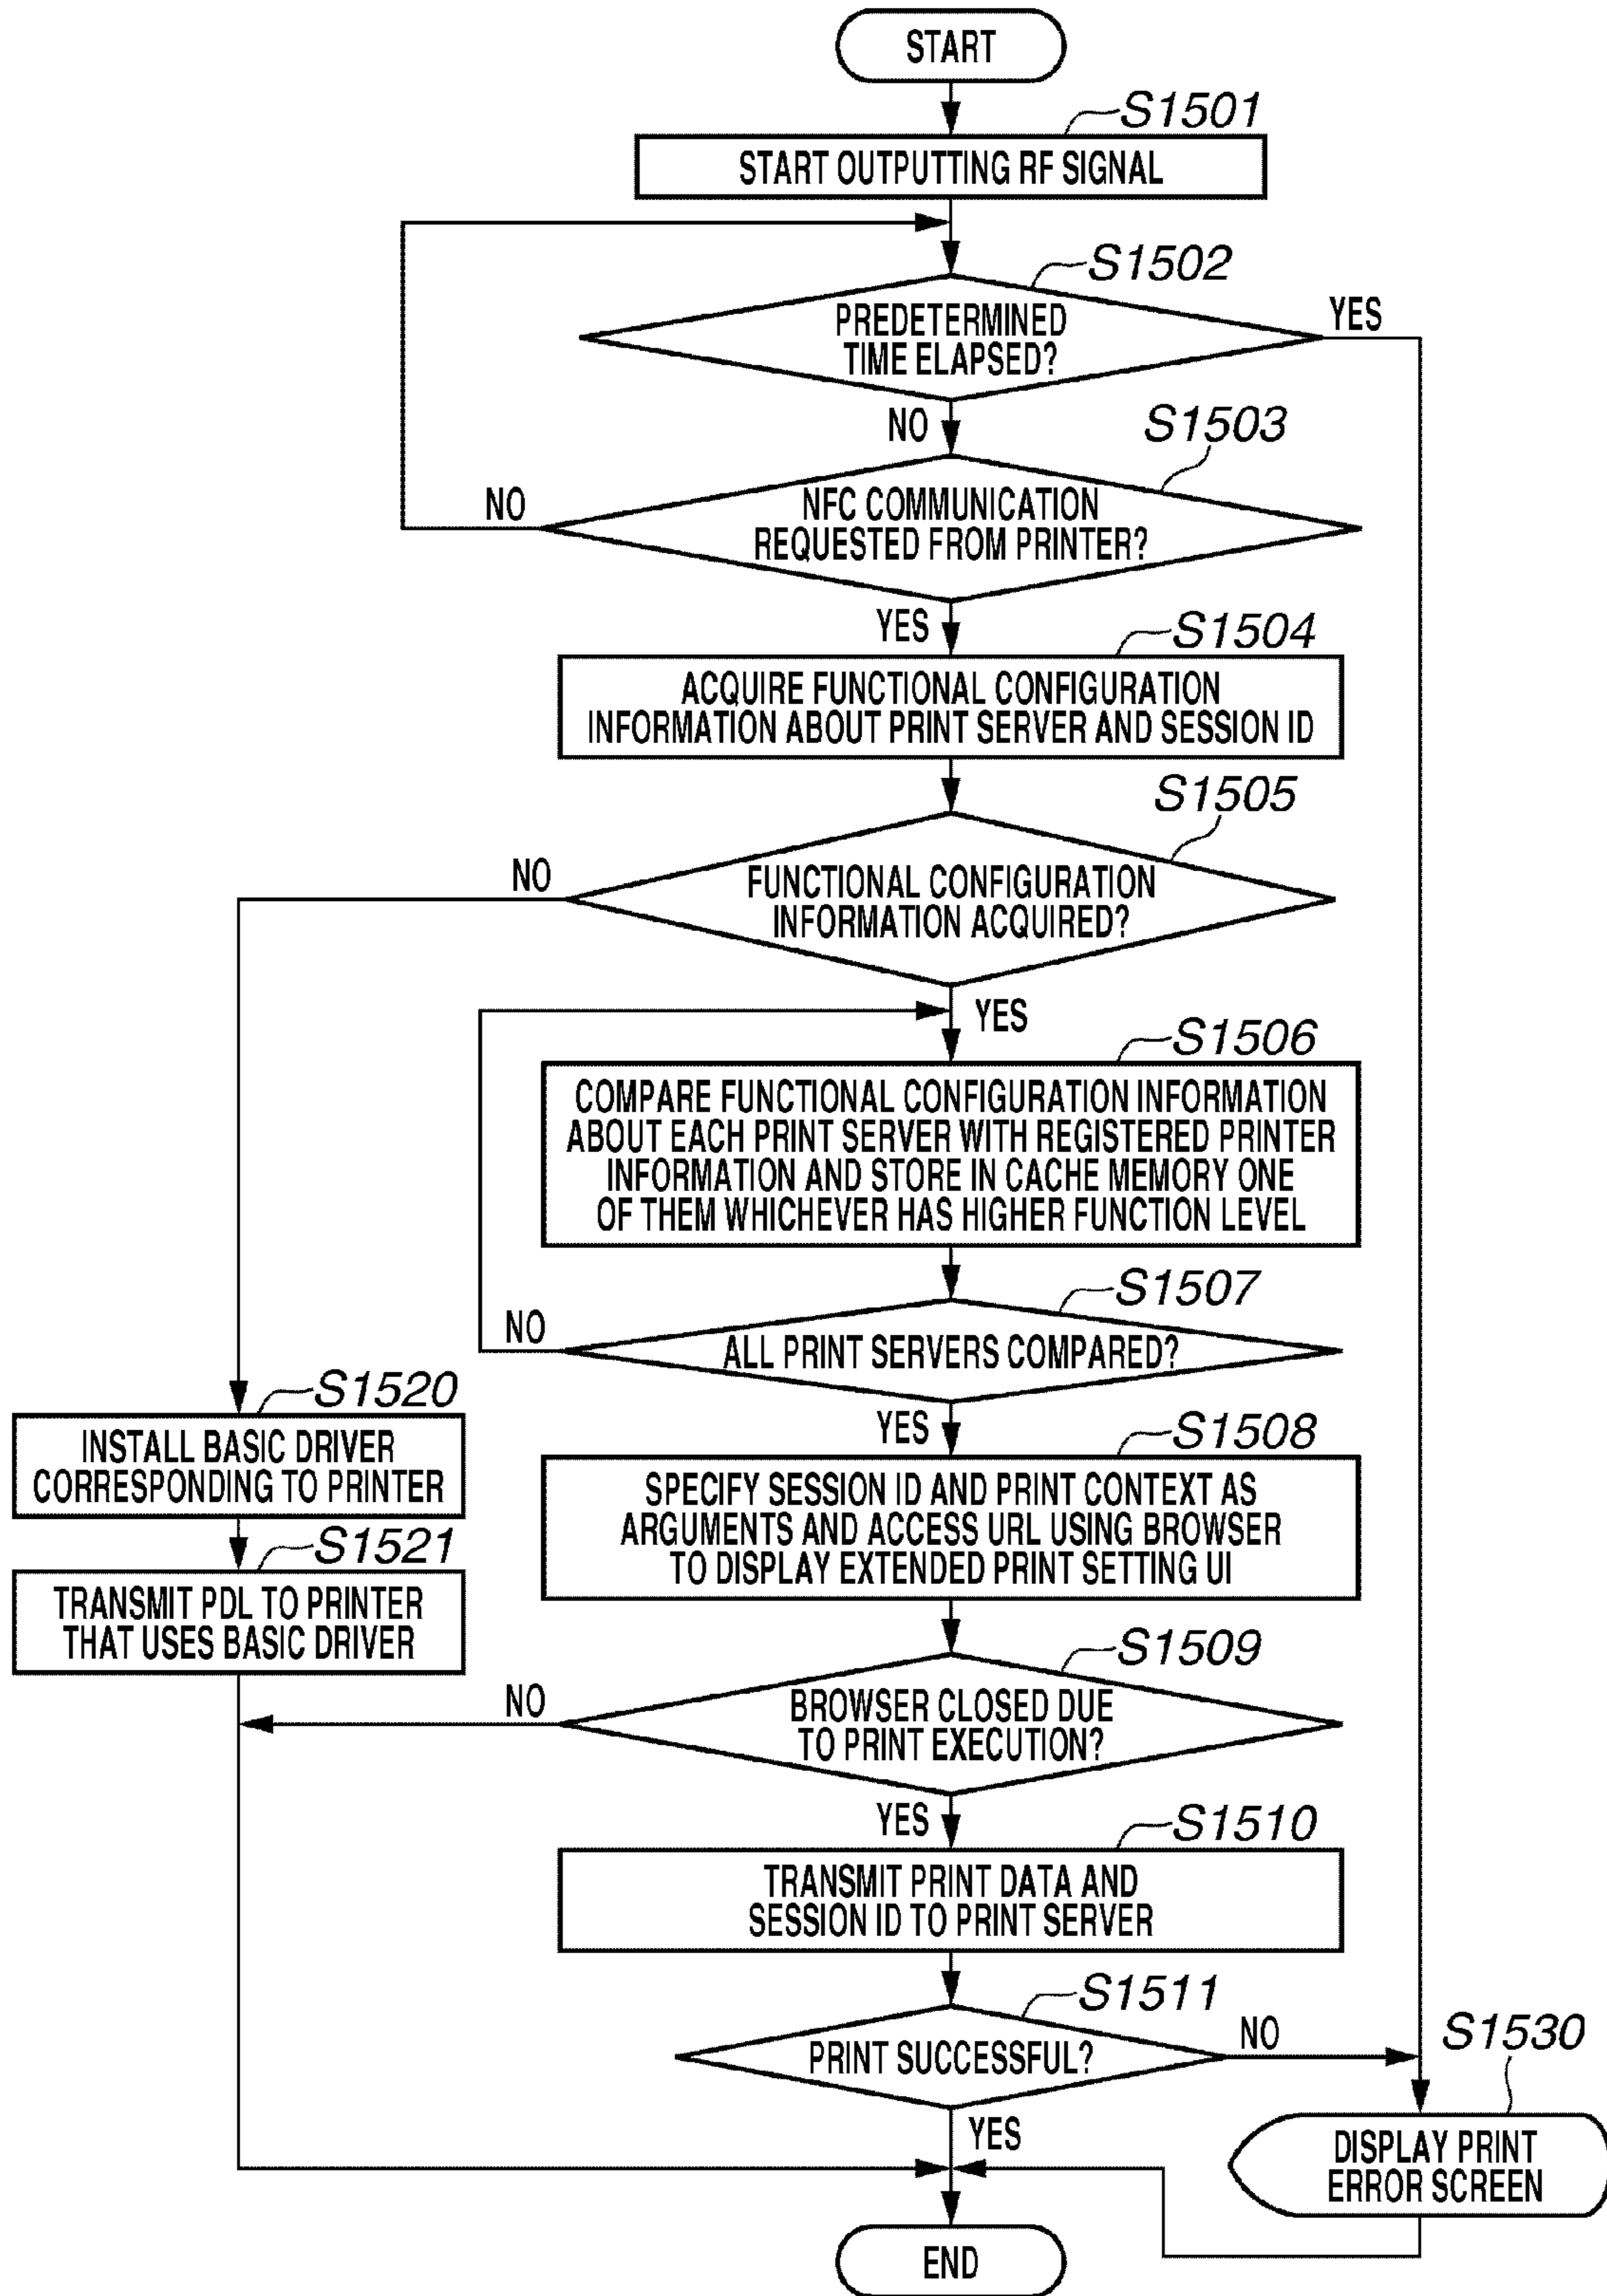 START
S1501
START OUTPUTTING RF SIGNAL
S1502
PREDETERMINED
TIME ELAPSED?
YES
NO
S1503
NFC COMMUNICATION
REQUESTED FROM PRINTER?
NO
YES
S1504
ACQUIRE FUNCTIONAL CONFIGURATION
INFORMATION ABOUT PRINT SERVER AND SESSION ID
S1505
FUNCTIONAL CONFIGURATION
INFORMATION ACQUIRED?
NO
YES
S1506
COMPARE FUNCTIONAL CONFIGURATION INFORMATION
ABOUT EACH PRINT SERVER WITH REGISTERED PRINTER
INFORMATION AND STORE IN CACHE MEMORY ONE
OF THEM WHICHEVER HAS HIGHER FUNCTION LEVEL
S1507
ALL PRINT SERVERS COMPARED?
NO
YES
S1520
INSTALL BASIC DRIVER
CORRESPONDING TO PRINTER
S1521
TRANSMIT PDL TO PRINTER
THAT USES BASIC DRIVER
S1508
SPECIFY SESSION ID AND PRINT CONTEXT AS
ARGUMENTS AND ACCESS URL USING BROWSER
TO DISPLAY EXTENDED PRINT SETTING UI
S1509
BROWSER CLOSED DUE
TO PRINT EXECUTION?
NO
YES
S1510
TRANSMIT PRINT DATA AND
SESSION ID TO PRINT SERVER
S1511
PRINT SUCCESSFUL?
NO
YES
S1530
DISPLAY PRINT
ERROR SCREEN
END